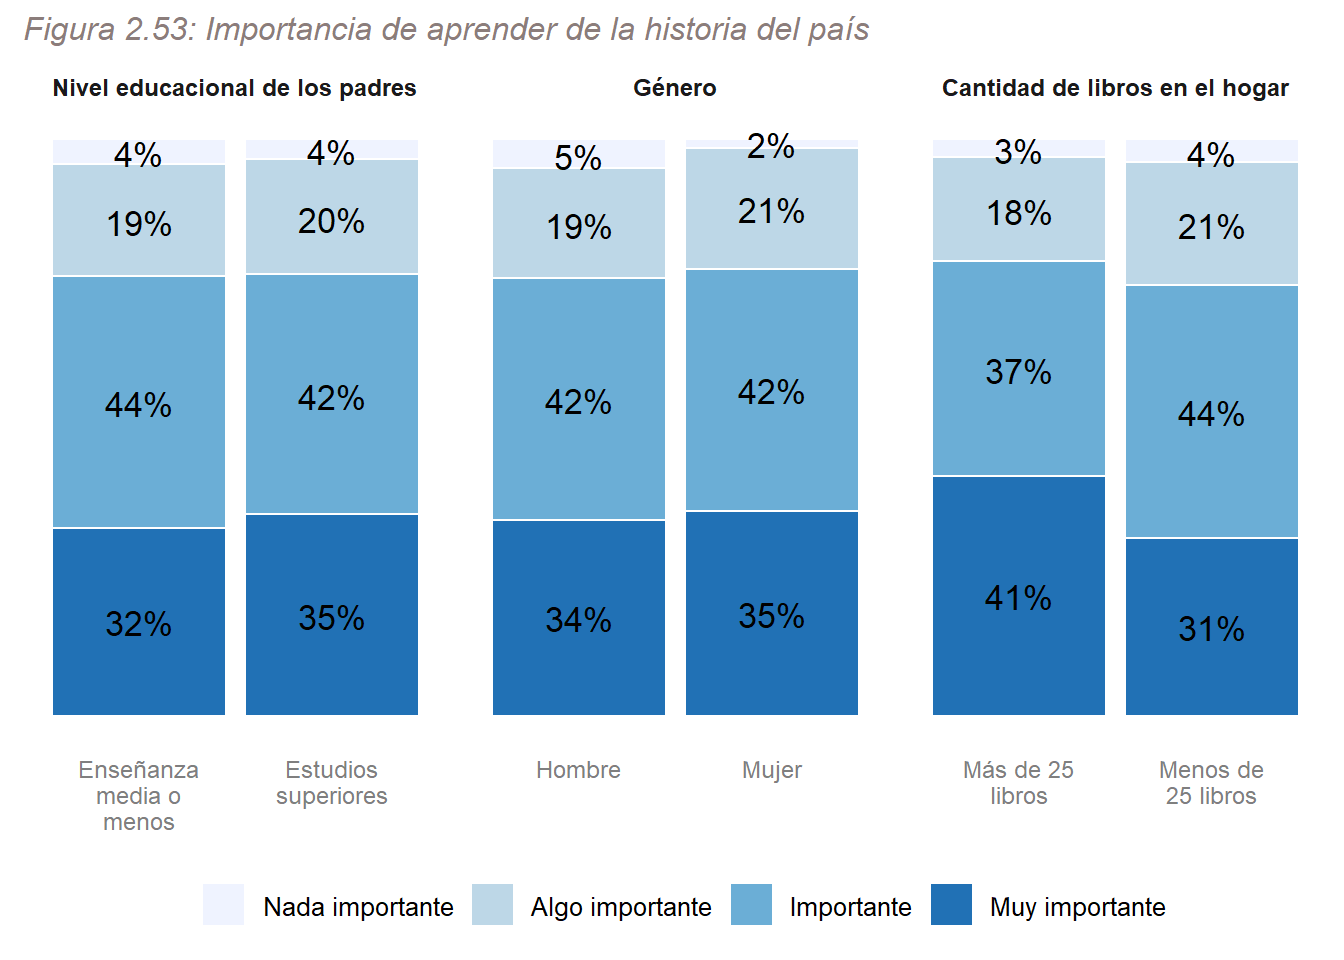 Figura 2.53: Importancia de aprender de la historia del país
Nivel educacional de los padres
4%
4%
19%
20%
44%
42%
32%
35%
Enseñanza
media o
menos
Estudios
superiores
Género
5%
2%
19%
21%
42%
42%
34%
35%
Hombre
Mujer
Cantidad de libros en el hogar
3%
4%
18%
21%
37%
44%
41%
31%
Más de 25
libros
Menos de
25 libros
Nada importante
Algo importante
Importante
Muy importante